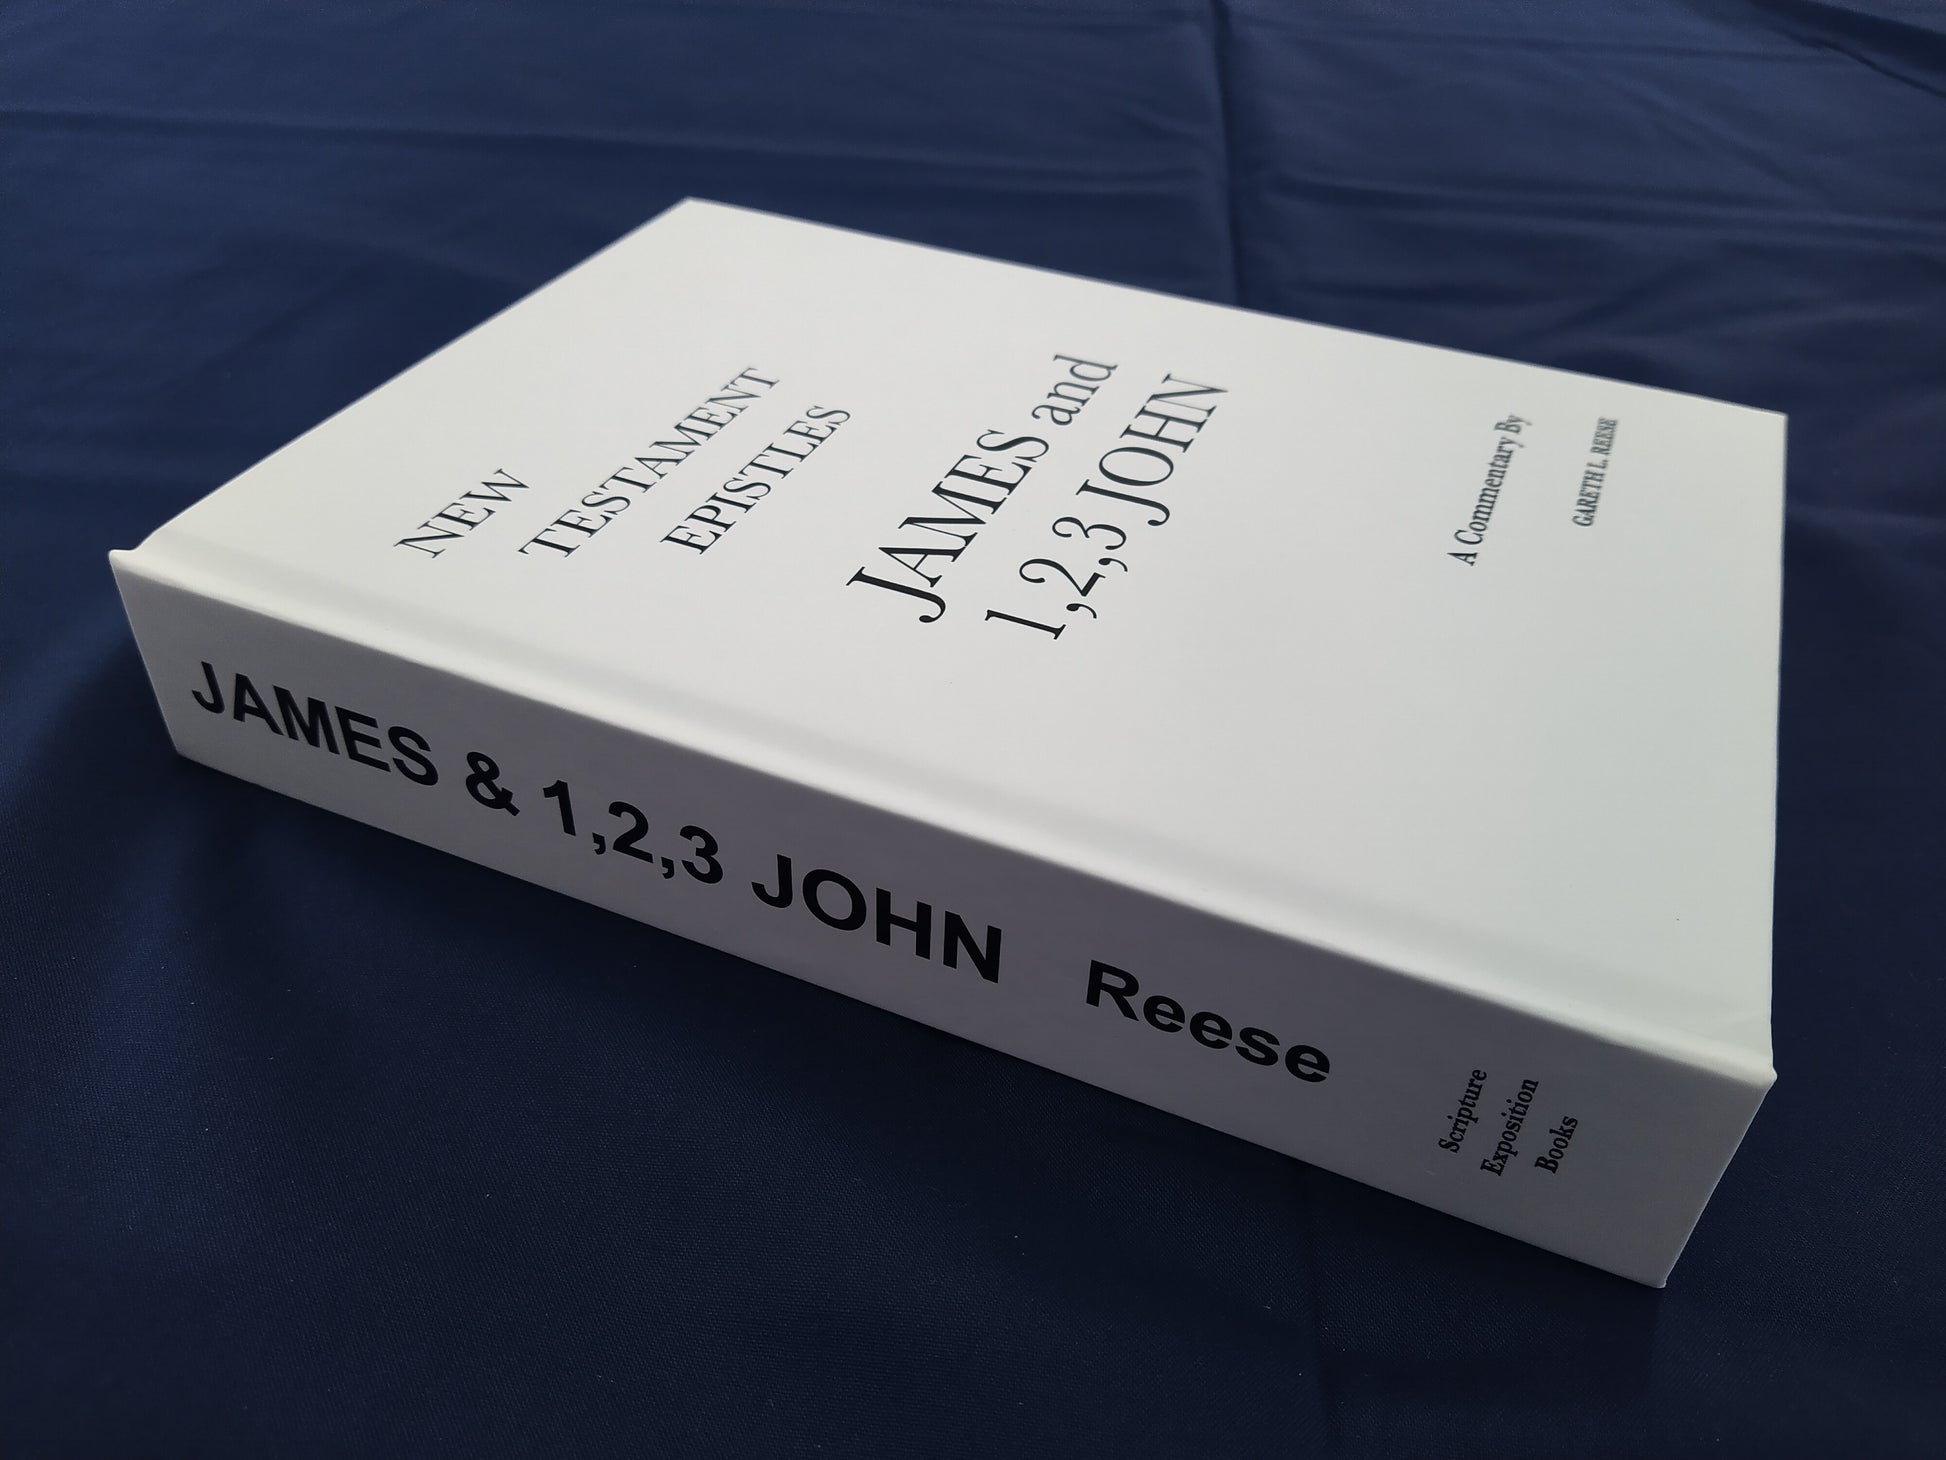 NEW
TESTAMENT
EPISTLES
JAMES and
1,2,3 JOHN
A Commentary By
GARETH L. REESE
JAMES & 1,2,3 JOHN Reese
Scripture
Exposition
Books